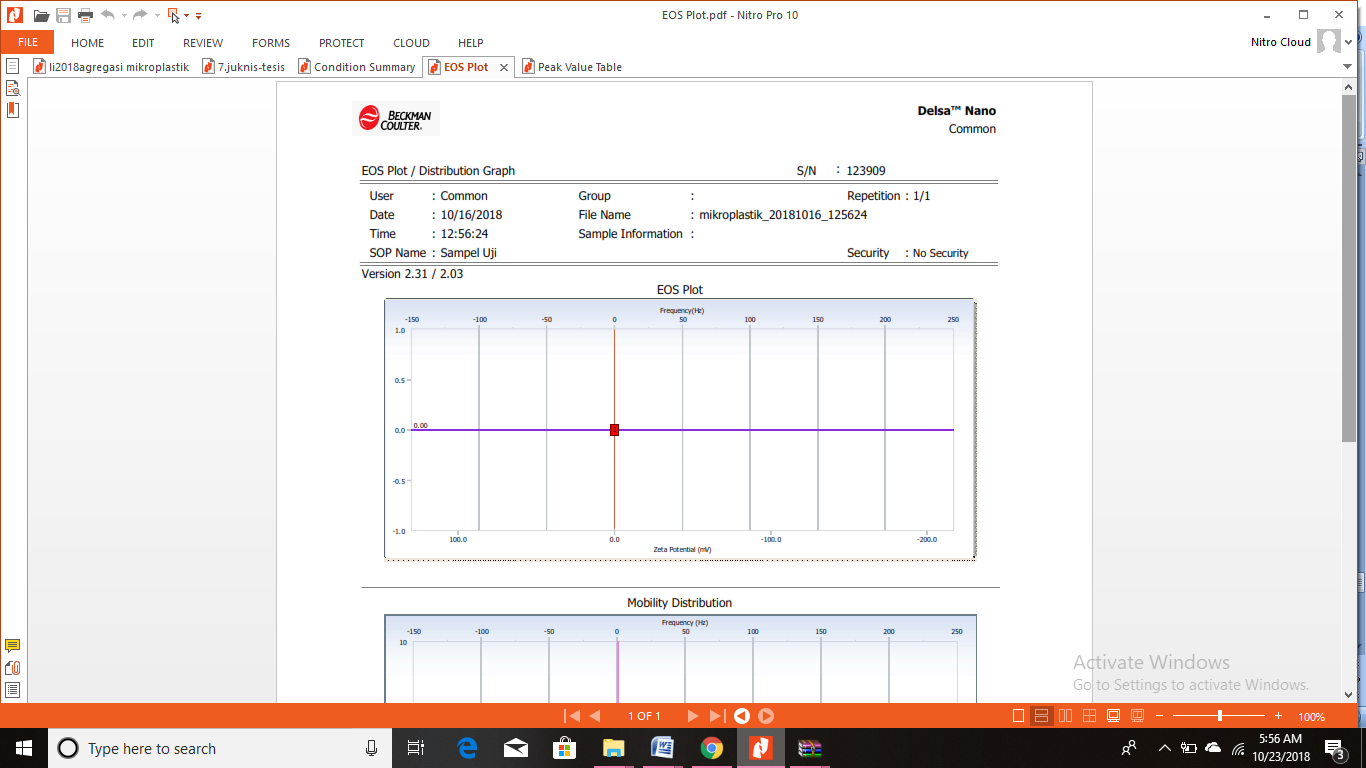 EOS Plot.pdf - Nitro Pro 10
FILE HOME EDIT REVIEW FORMS PROTECT CLOUD HELP Nitro Cloud
li2018agregasi mikroplastik 7.juknis-tesis Condition Summary EOS Plot Peak Value Table
BECKMAN
COULTER.
Delsa™ Nano
Common
EOS Plot / Distribution Graph S/N : 123909
User : Common Group : Repetition : 1/1
Date : 10/16/2018 File Name : mikroplastik_20181016_125624
Time : 12:56:24 Sample Information :
SOP Name : Sampel Uji Security : No Security
Version 2.31 / 2.03
EOS Plot
Frequency(Hz)
-150 -100 -50 0 50 100 150 200 250
1.0
0.5
0.00
0.0
-0.5
-1.0
100.0 0.0 -100.0 -200.0
Zeta Potential (mV)
Mobility Distribution
Frequency (Hz)
-150 -100 -50 0 50 100 150 200 250
10
Activate Windows
Go to Settings to activate Windows.
1 OF 1
100%
Type here to search
5:56 AM
10/23/2018
3